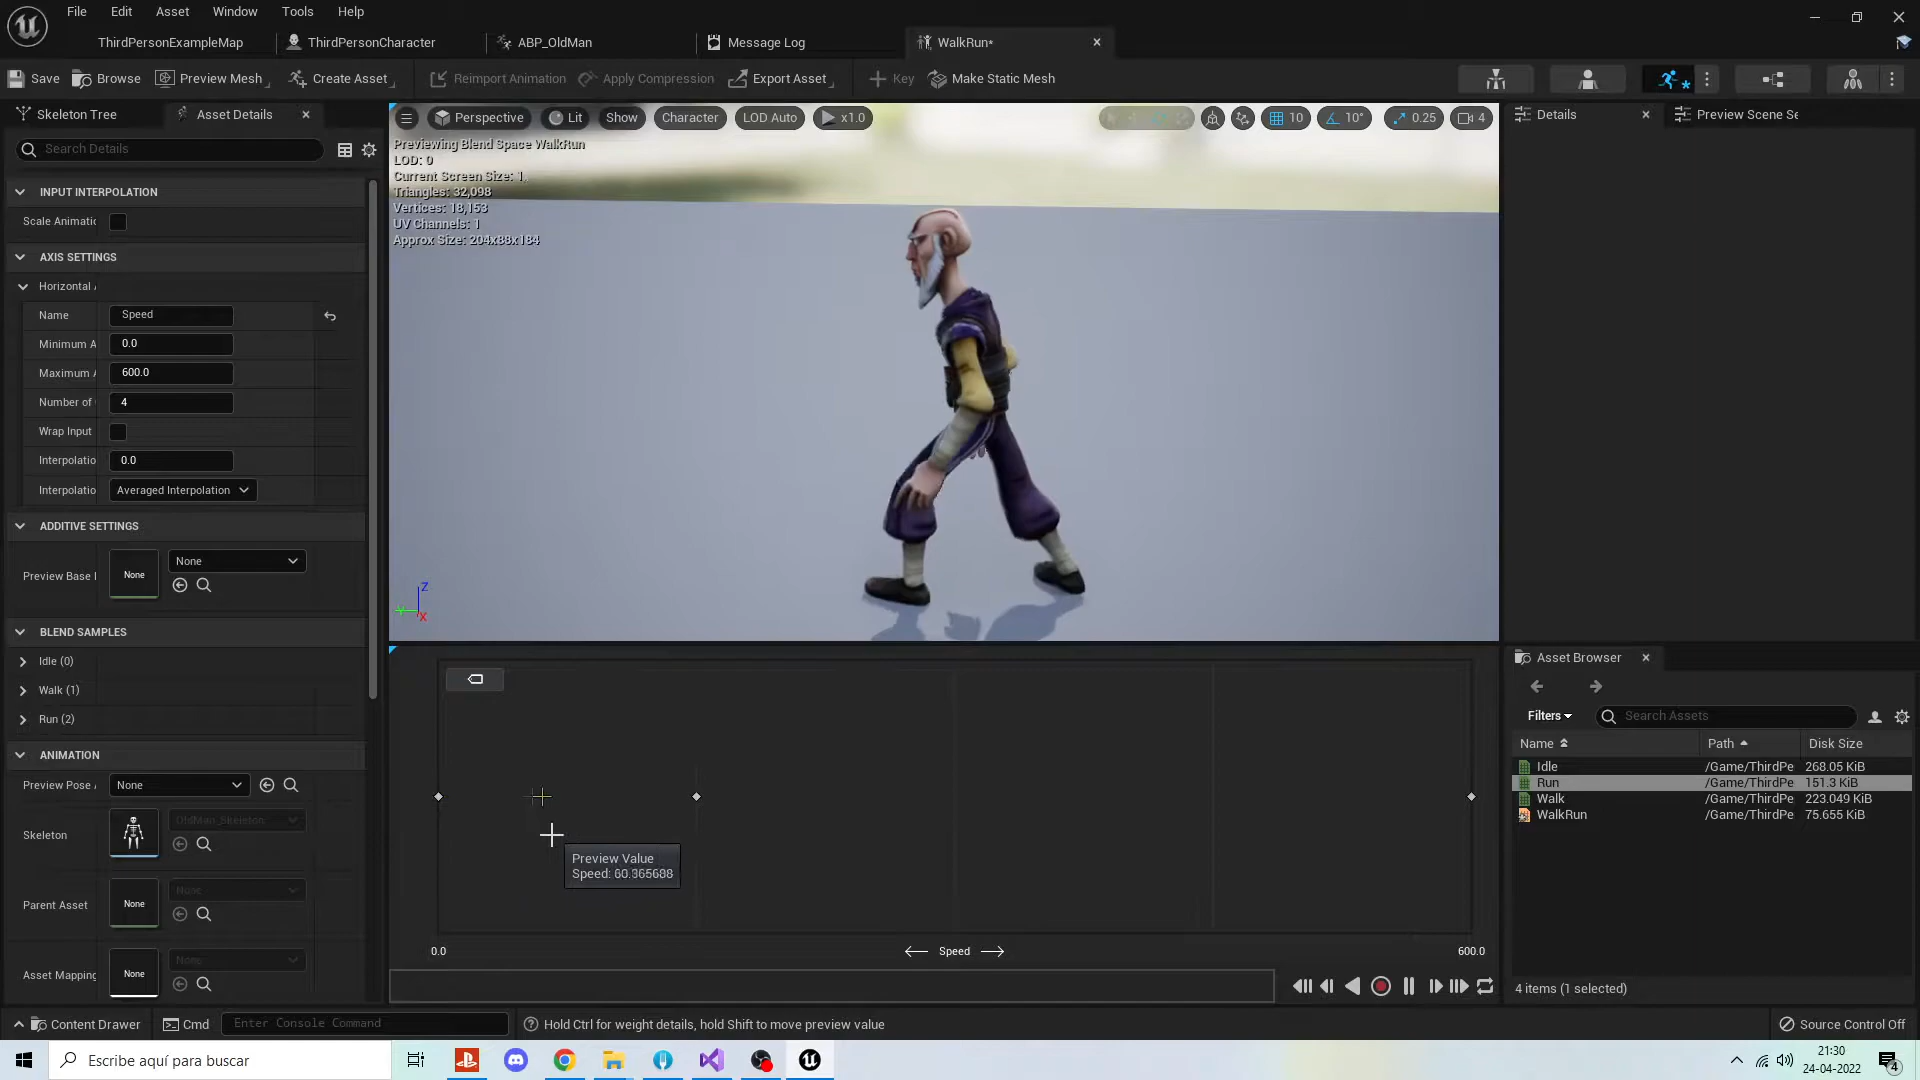 File Edit Asset Window Tools Help
ThirdPersonExampleMap ThirdPersonCharacter ABP_OldMan Message Log WalkRun*
Save Browse Preview Mesh Create Asset Reimport Animation Apply Compression Export Asset Key Make Static Mesh
Skeleton Tree Asset Details
Search Details
INPUT INTERPOLATION
Scale Animatic
AXIS SETTINGS
Horizontal
Name Speed
Minimum A 0.0
Maximum 600.0
Number of 4
Wrap Input
Interpolatio 0.0
Interpolatio Averaged Interpolation
ADDITIVE SETTINGS
Preview Base None None
BLEND SAMPLES
Idle (0)
Walk (1)
Run (2)
ANIMATION
Preview Pose None
Skeleton OldMan_Skeleton
Parent Asset None None
Asset Mapping None None
Perspective Lit Show Character LOD Auto x1.0 10 10° 0.25 4
Previewing Blend Space WalkRun
LOD: 0
Current Screen Size: 1.
Triangles: 32,098
Vertices: 18,153
UV Channels: 1
Approx Size: 204x88x184
Z
Y
X
Preview Value
Speed: 60.365688
0.0 Speed 600.0
Details Preview Scene Se
Asset Browser
Filters Search Assets
Name Path Disk Size
Idle /Game/ThirdPe 268.05 KiB
Run /Game/ThirdPe 151.3 KiB
Walk /Game/ThirdPe 223.049 KiB
WalkRun /Game/ThirdPe 75.655 KiB
4 items (1 selected)
Content Drawer Cmd Enter Console Command Hold Ctrl for weight details, hold Shift to move preview value Source Control Off
Escribe aquí para buscar
21:30
24-04-2022
4